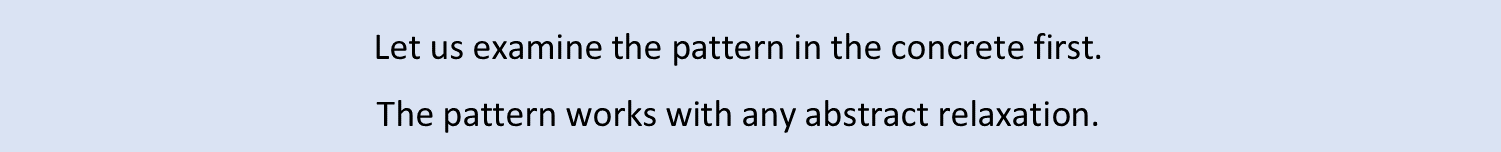 Let us examine the pattern in the concrete first.
The pattern works with any abstract relaxation.